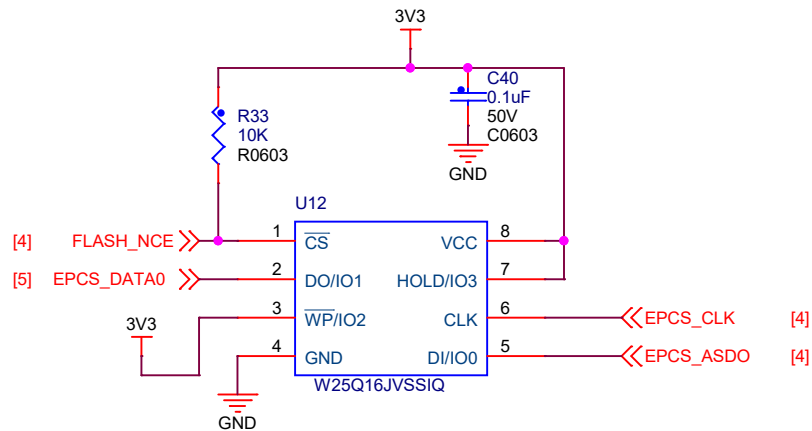 3V3
C40
0.1uF
50V
C0603
GND
R33
10K
R0603
U12
[4] FLASH_NCE 1 CS VCC 8
[5] EPCS_DATA0 2 DO/IO1 HOLD/IO3 7
3 WP/IO2 CLK 6 EPCS_CLK [4]
3V3
4 GND DI/IO0 5 EPCS_ASDO [4]
W25Q16JVSSIQ
GND